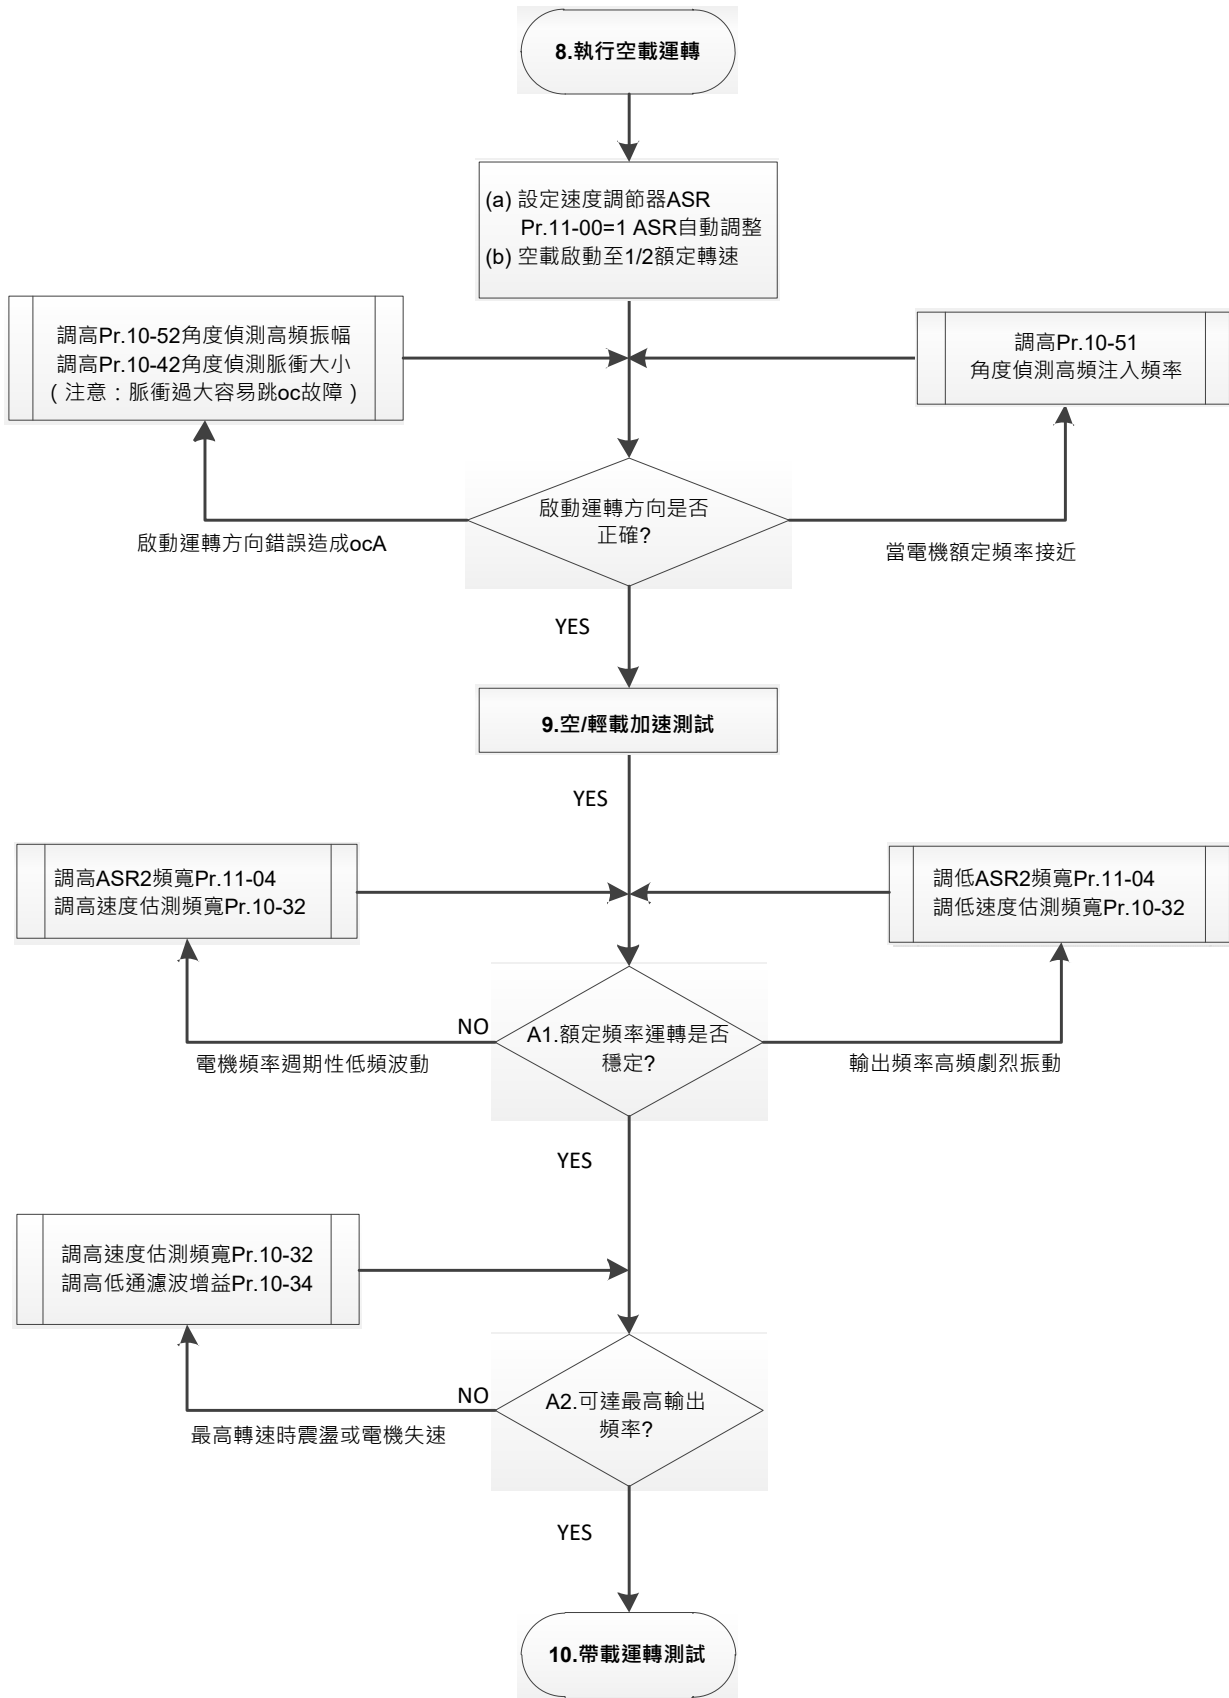 8.執行空載運轉
(a) 設定速度調節器ASR
Pr.11-00=1 ASR自動調整
(b) 空載啟動至1/2額定轉速
調高Pr.10-52角度偵測高頻振幅
調高Pr.10-42角度偵測脈衝大小
(注意：脈衝過大容易跳oc故障)
調高Pr.10-51
角度偵測高頻注入頻率
啟動運轉方向是否
正確?
啟動運轉方向錯誤造成ocA
當電機額定頻率接近
YES
9.空/輕載加速測試
YES
調高ASR2頻寬Pr.11-04
調高速度估測頻寬Pr.10-32
調低ASR2頻寬Pr.11-04
調低速度估測頻寬Pr.10-32
NO
A1.額定頻率運轉是否
穩定?
電機頻率週期性低頻波動
輸出頻率高頻劇烈振動
YES
調高速度估測頻寬Pr.10-32
調高低通濾波增益Pr.10-34
NO
A2.可達最高輸出
頻率?
最高轉速時震盪或電機失速
YES
10.帶載運轉測試